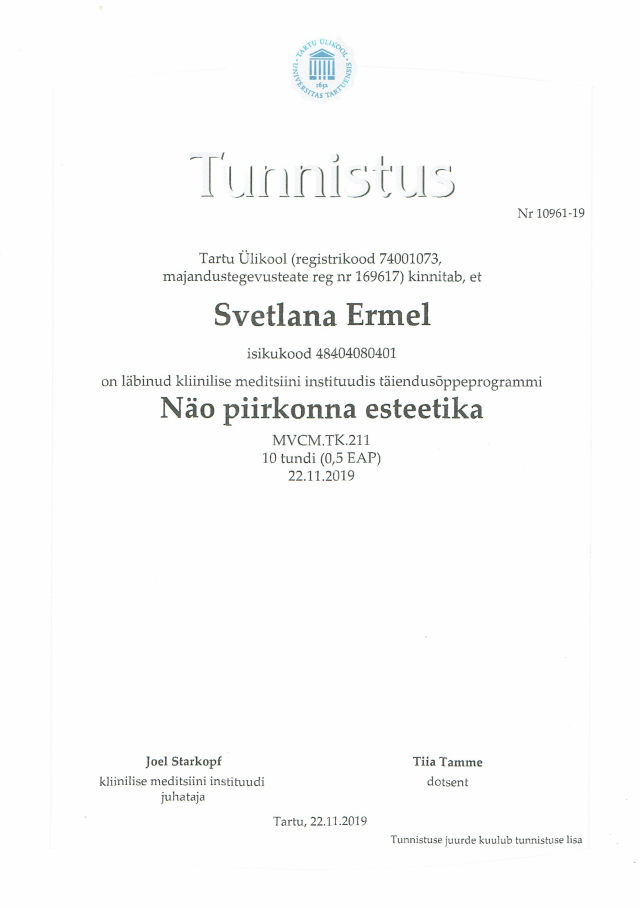 TARTU ÜLIKOOL
1632
UNIVERSITAS TARTUENSIS
Tunnistus
Nr 10961-19
Tartu Ülikool (registrikood 74001073,
majandustegevusteate reg nr 169617) kinnitab, et
Svetlana Ermel
isikukood 48404080401
on läbinud kliinilise meditsiini instituudis täiendusõppeprogrammi
Näo piirkonna esteetika
MVCM.TK.211
10 tundi (0,5 EAP)
22.11.2019
Joel Starkopf
kliinilise meditsiini instituudi
juhataja
Tiia Tamme
dotsent
Tartu, 22.11.2019
Tunnistuse juurde kuulub tunnistuse lisa